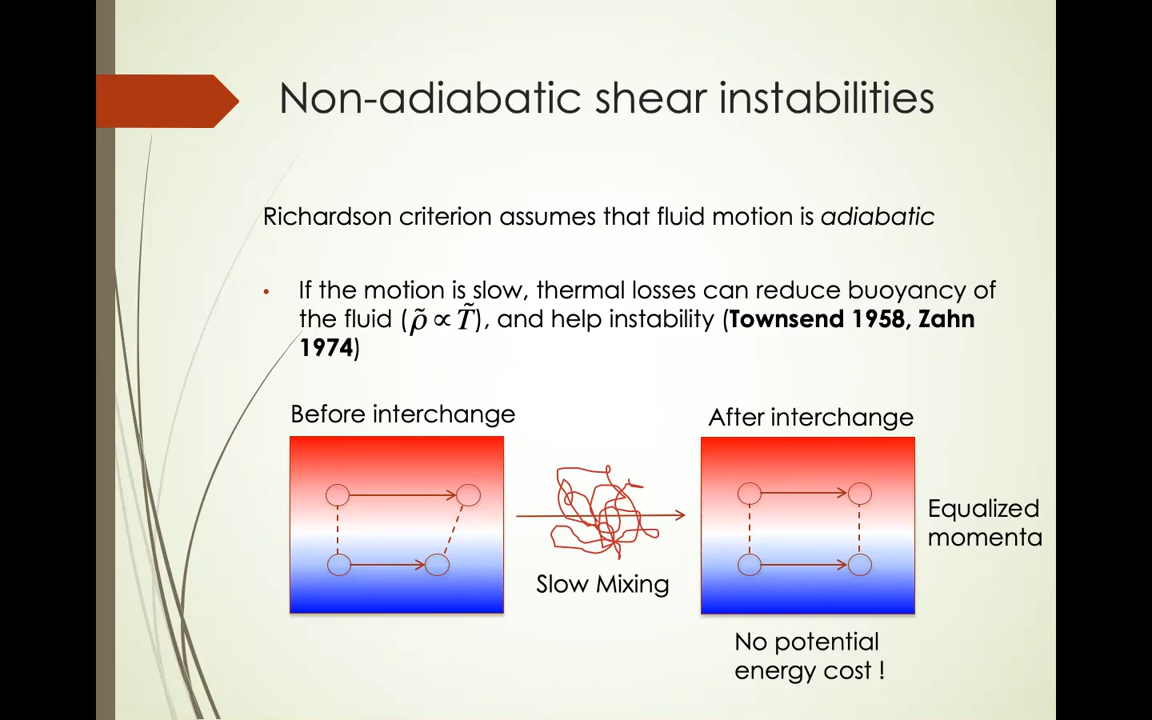 Non-adiabatic shear instabilities
Richardson criterion assumes that fluid motion is adiabatic
• If the motion is slow, thermal losses can reduce buoyancy of
the fluid (ρ̃ ∝ T̃), and help instability (Townsend 1958, Zahn
1974)
Before interchange
After interchange
Equalized
momenta
Slow Mixing
No potential
energy cost !